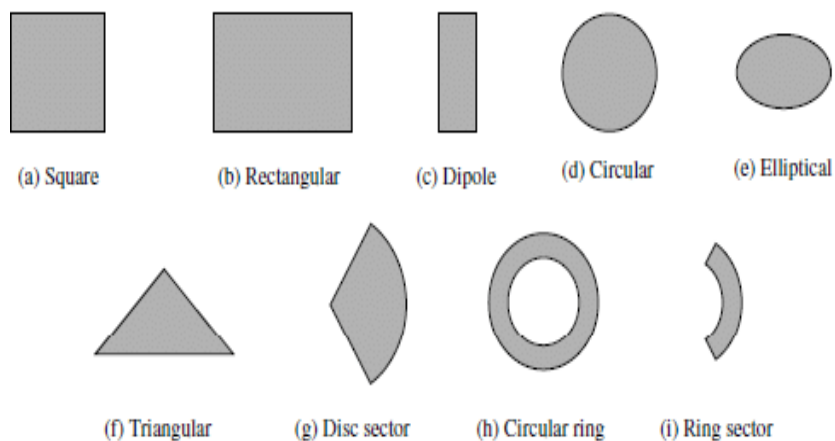 (a) Square (b) Rectangular (c) Dipole (d) Circular (e) Elliptical
(f) Triangular (g) Disc sector (h) Circular ring (i) Ring sector